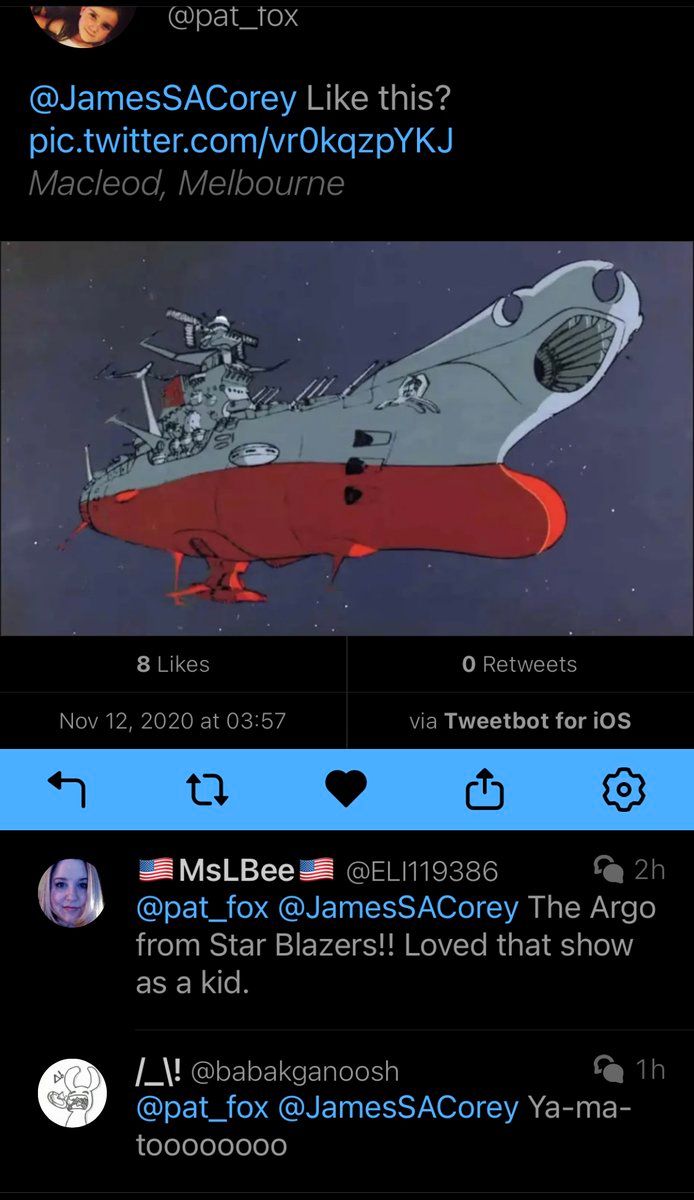 @pat_fox
@JamesSACorey Like this?
pic.twitter.com/vr0kqzpYKJ
Macleod, Melbourne
8 Likes
0 Retweets
Nov 12, 2020 at 03:57
via Tweetbot for iOS
🇺🇸MsLBee🇺🇸 @ELI119386 2h
@pat_fox @JamesSACorey The Argo
from Star Blazers!! Loved that show
as a kid.
/_\! @babakganoosh 1h
@pat_fox @JamesSACorey Ya-ma-
toooooooo